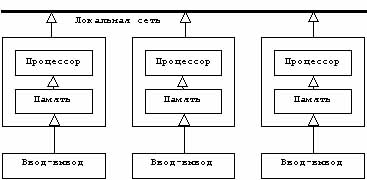 Локальная сеть
Процессор Процессор Процессор
Память Память Память
Ввод-вывод Ввод-вывод Ввод-вывод